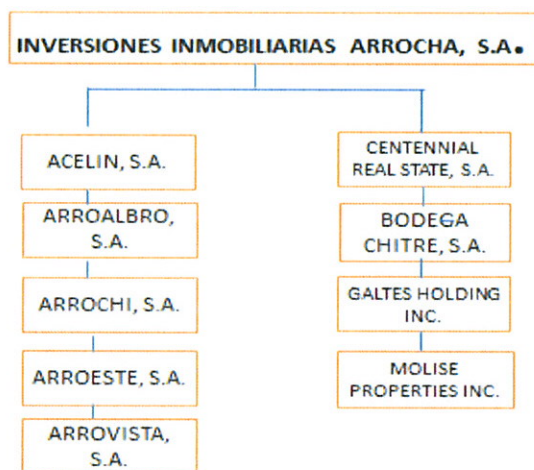 INVERSIONES INMOBILIARIAS ARROCHA, S.A.
ACELIN, S.A.
ARROALBRO,
S.A.
ARROCHI, S.A.
ARROESTE, S.A.
ARROVISTA,
S.A.
CENTENNIAL
REAL STATE, S.A.
BODEGA
CHITRE, S.A.
GALTES HOLDING
INC.
MOLISE
PROPERTIES INC.